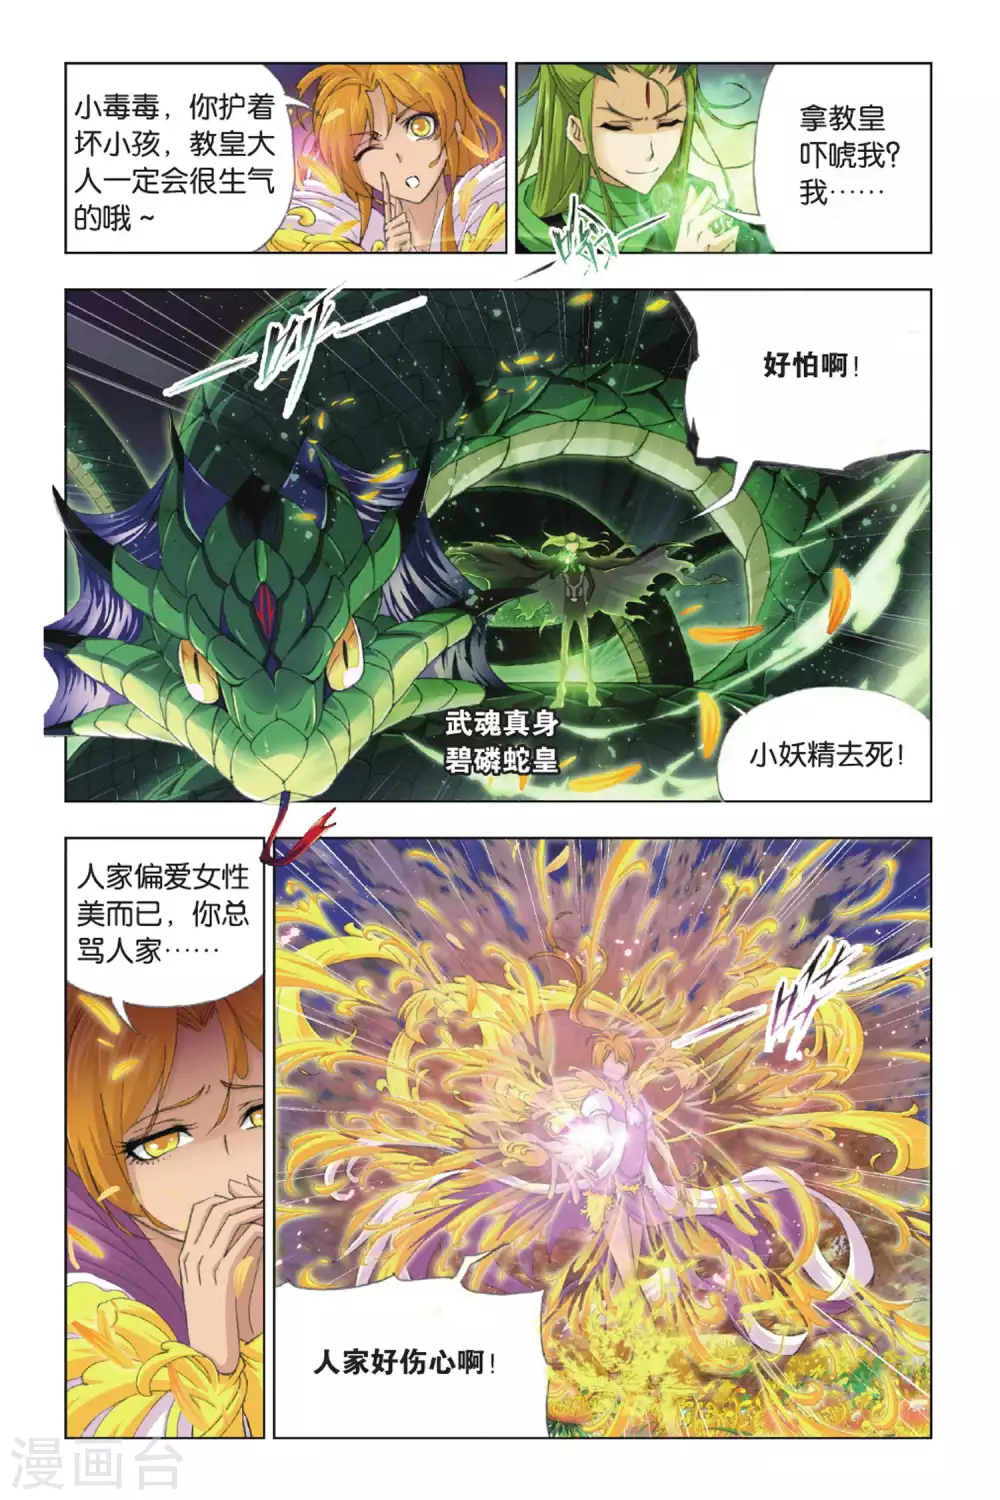 小毒毒，你护着
坏小孩，教皇大
人一定会很生气
的哦～
拿教皇
吓唬我？
我……
嗡
呼
好怕啊！
武魂真身
碧磷蛇皇
小妖精去死！
人家偏爱女性
美而已，你总
骂人家……
人家好伤心啊！
漫画台